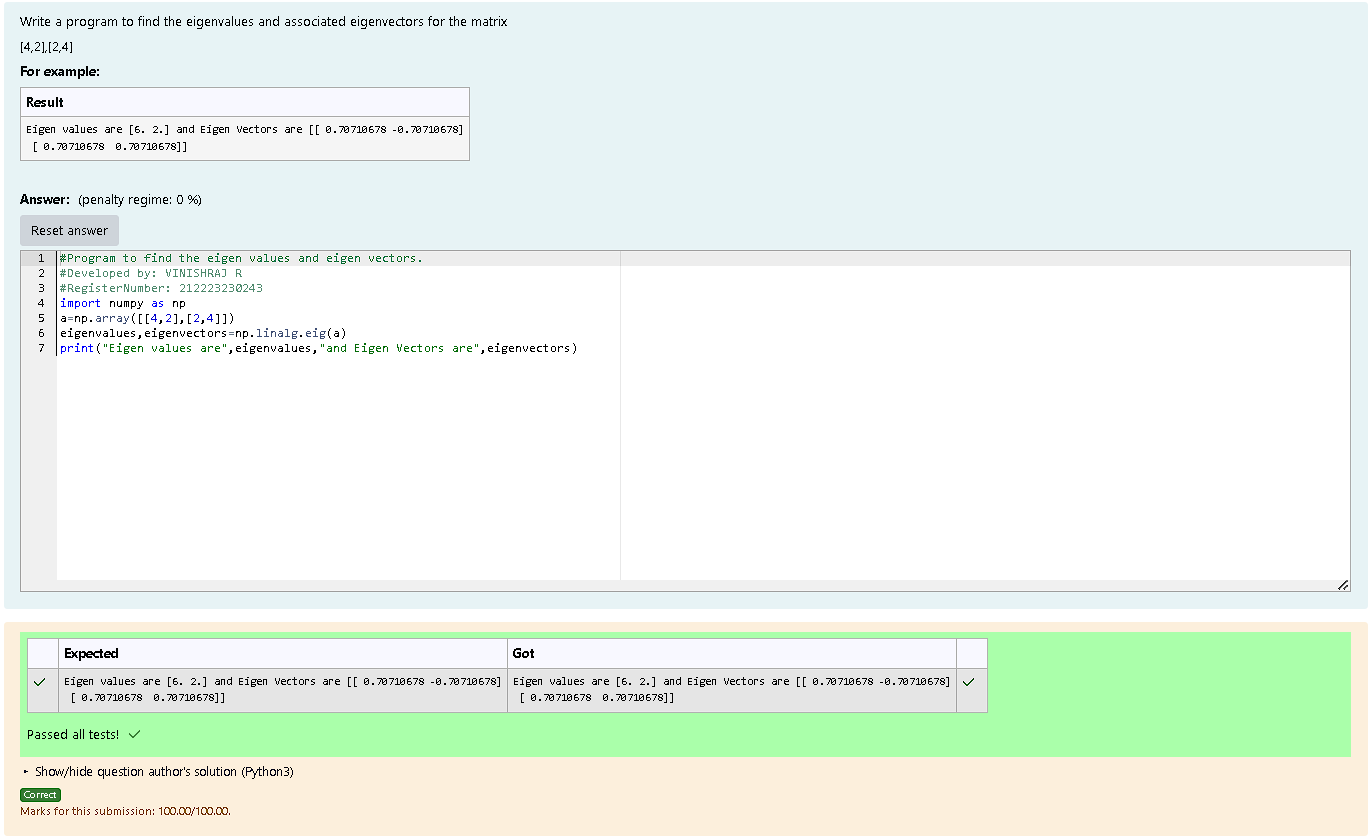 Write a program to find the eigenvalues and associated eigenvectors for the matrix
[4,2],[2,4]
For example:
Result
Eigen values are [6. 2.] and Eigen Vectors are [[ 0.70710678 -0.70710678]
 [ 0.70710678  0.70710678]]
Answer: (penalty regime: 0 %)
Reset answer
1 #Program to find the eigen values and eigen vectors.
2 #Developed by: VINISHRAJ R
3 #RegisterNumber: 212223230243
4 import numpy as np
5 a=np.array([[4,2],[2,4]])
6 eigenvalues,eigenvectors=np.linalg.eig(a)
7 print("Eigen values are",eigenvalues,"and Eigen Vectors are",eigenvectors)
Expected Got
Eigen values are [6. 2.] and Eigen Vectors are [[ 0.70710678 -0.70710678] Eigen values are [6. 2.] and Eigen Vectors are [[ 0.70710678 -0.70710678]
 [ 0.70710678  0.70710678]]  [ 0.70710678  0.70710678]]
Passed all tests!
Show/hide question author's solution (Python3)
Correct
Marks for this submission: 100.00/100.00.